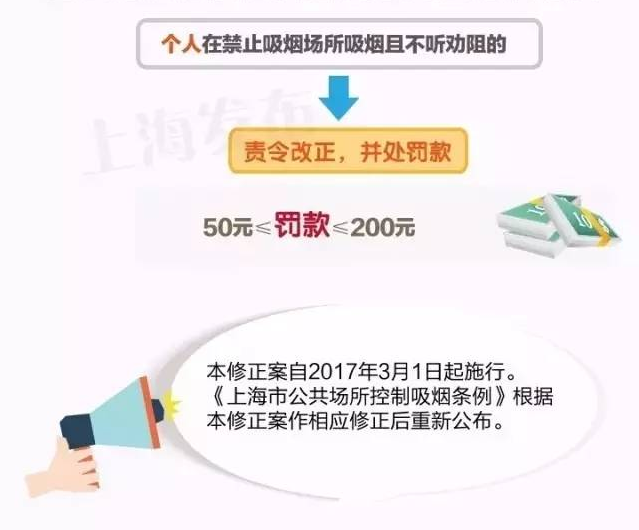 个人在禁止吸烟场所吸烟且不听劝阻的
上海发布
责令改正，并处罚款
50元≤罚款≤200元
本修正案自2017年3月1日起施行。
《上海市公共场所控制吸烟条例》根据
本修正案作相应修正后重新公布。